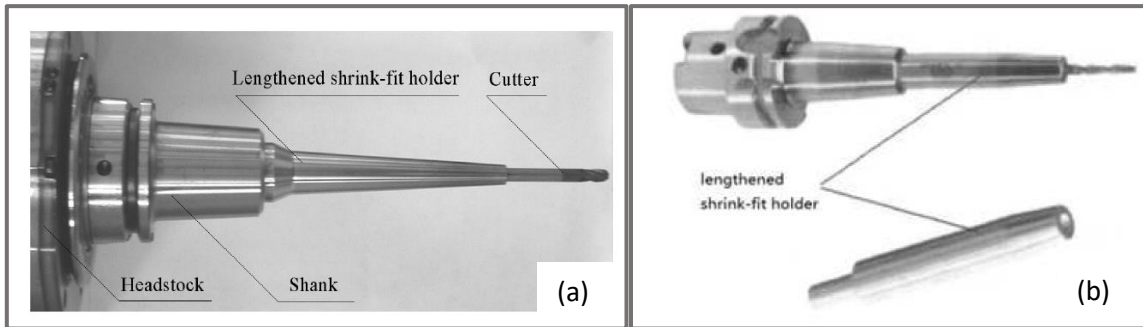 Lengthened shrink-fit holder
Cutter
Headstock
Shank
(a)
lengthened
shrink-fit holder
(b)